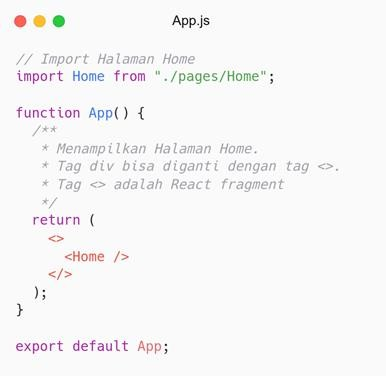 App.js
// Import Halaman Home
import Home from "./pages/Home";
function App() {
/**
* Menampilkan Halaman Home.
* Tag div bisa diganti dengan tag <>.
* Tag <> adalah React fragment
*/
return (
<>
<Home />
</>
);
}
export default App;